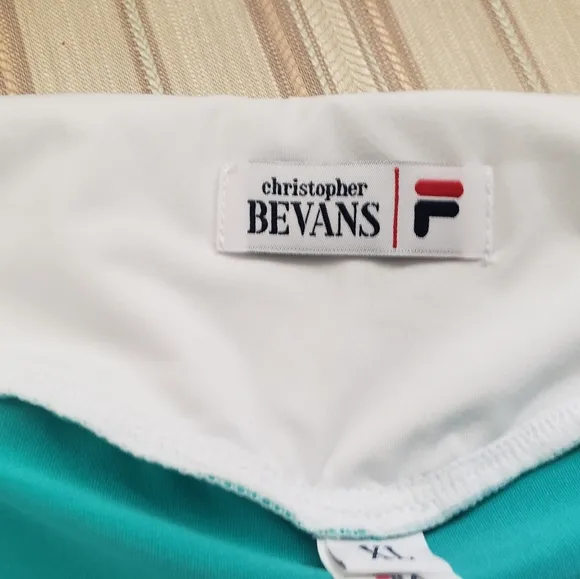 christopher
BEVANS
F
XL